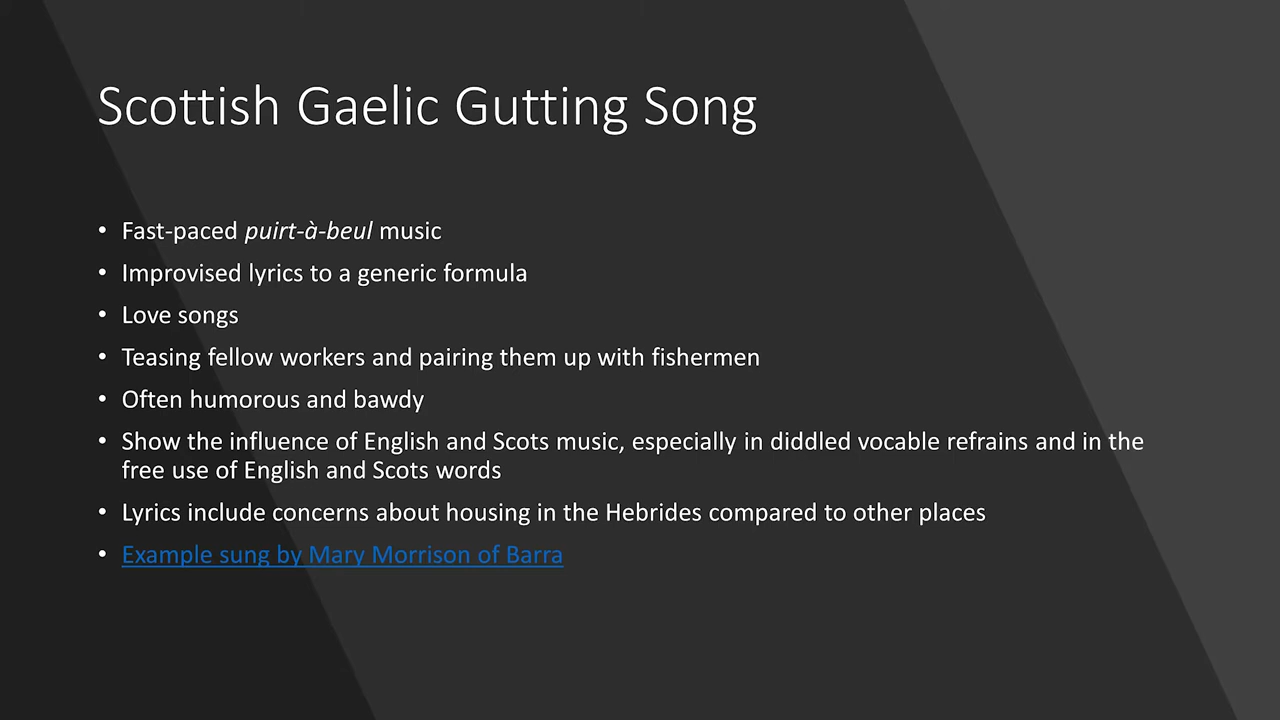 Scottish Gaelic Gutting Song
• Fast-paced puirt-à-beul music
• Improvised lyrics to a generic formula
• Love songs
• Teasing fellow workers and pairing them up with fishermen
• Often humorous and bawdy
• Show the influence of English and Scots music, especially in diddled vocable refrains and in the
free use of English and Scots words
• Lyrics include concerns about housing in the Hebrides compared to other places
• Example sung by Mary Morrison of Barra